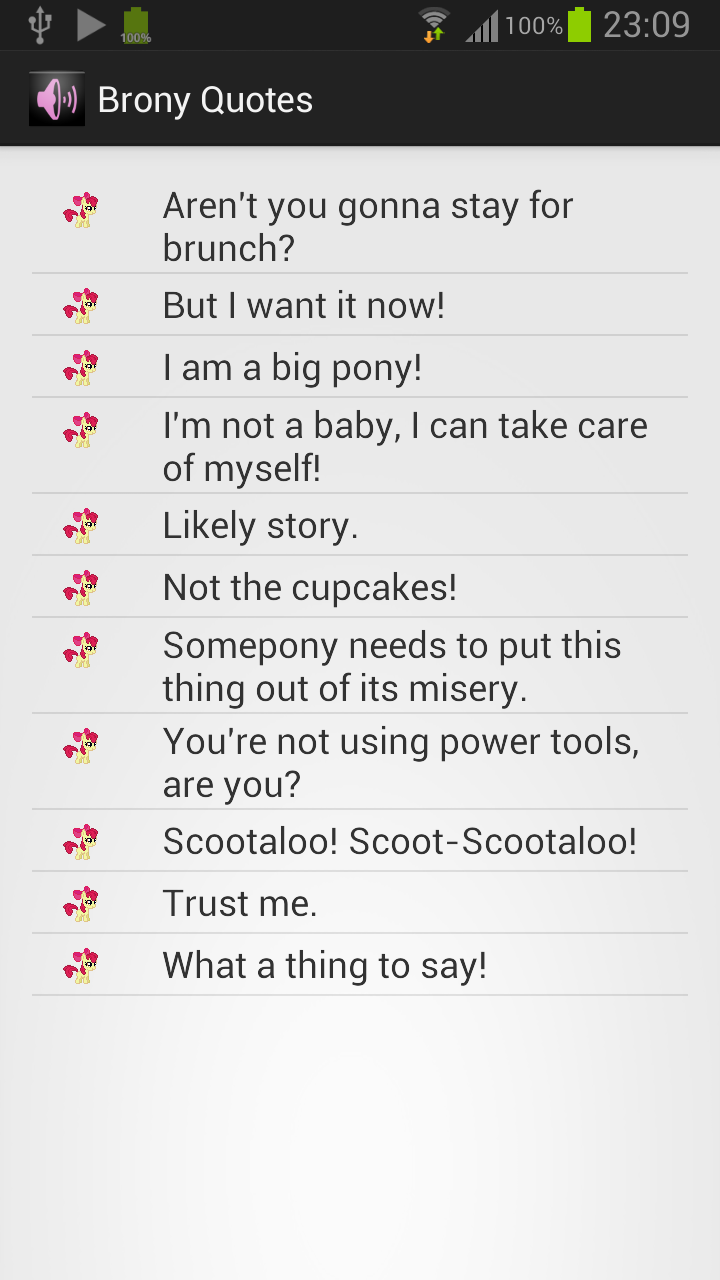 100%
100%
23:09
Brony Quotes
Aren't you gonna stay for
brunch?
But I want it now!
I am a big pony!
I'm not a baby, I can take care
of myself!
Likely story.
Not the cupcakes!
Somepony needs to put this
thing out of its misery.
You're not using power tools,
are you?
Scootaloo! Scoot-Scootaloo!
Trust me.
What a thing to say!